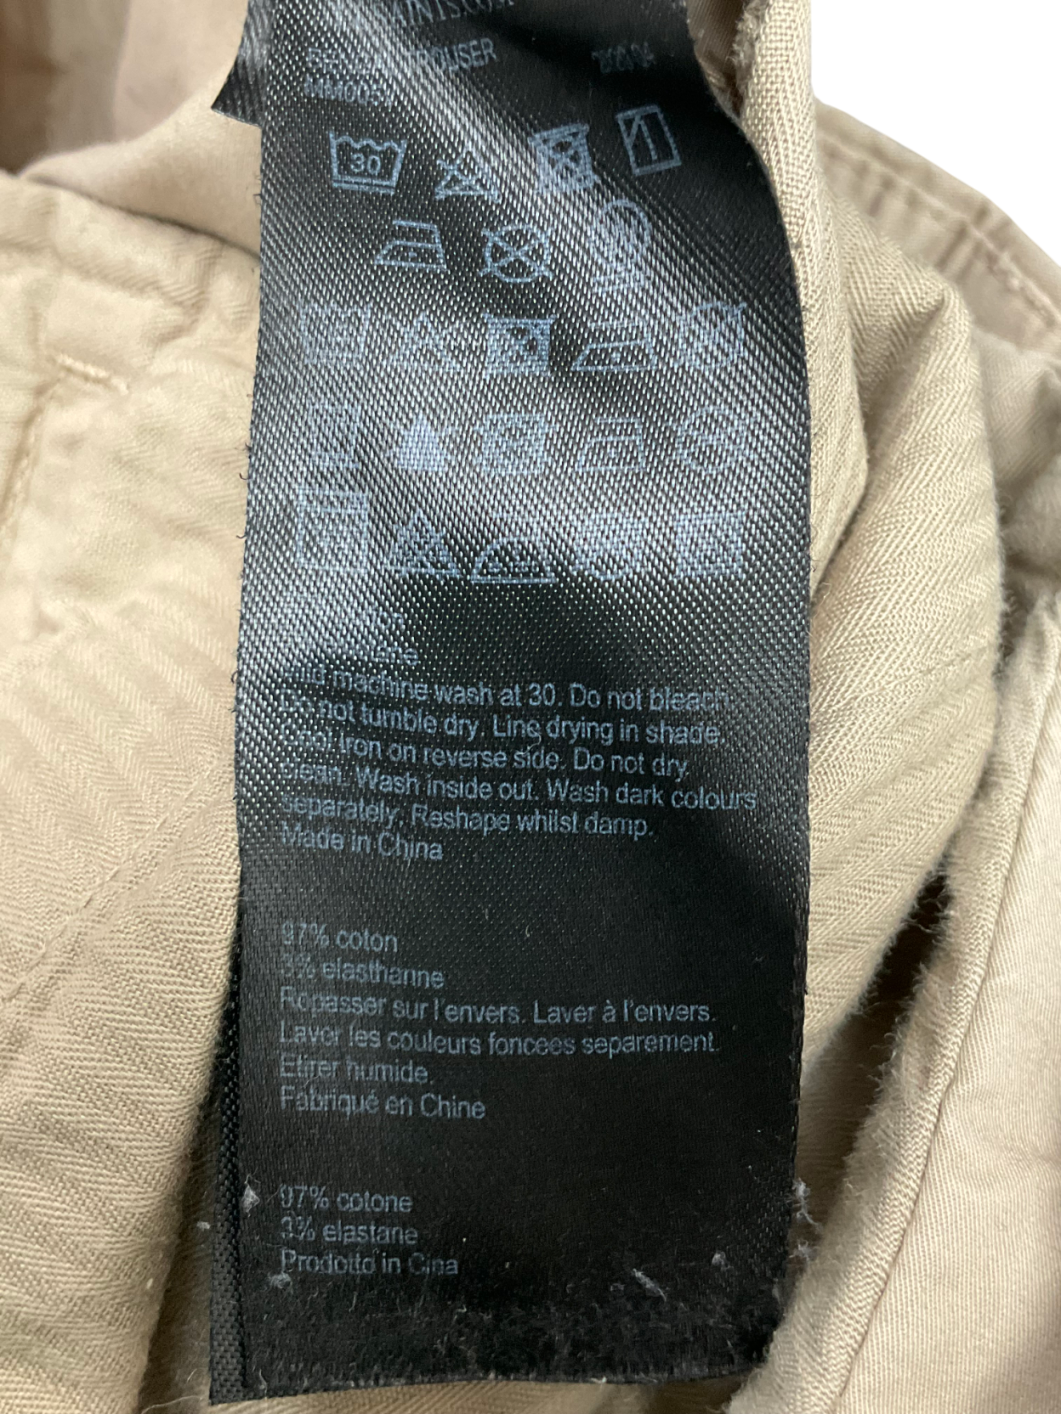 TROUSER
30
machine wash at 30. Do not bleach
Do not tumble dry. Line drying in shade
Cool Iron on reverse side. Do not dry
clean. Wash inside out. Wash dark colours
separately. Reshape whilst damp.
Made in China
97% coton
3% elasthanne
Repasser sur l'envers. Laver à l'envers.
Laver les couleurs foncees separement.
Etirer humide.
Fabriqué en Chine
97% cotone
3% elastane
Prodotto in Cina